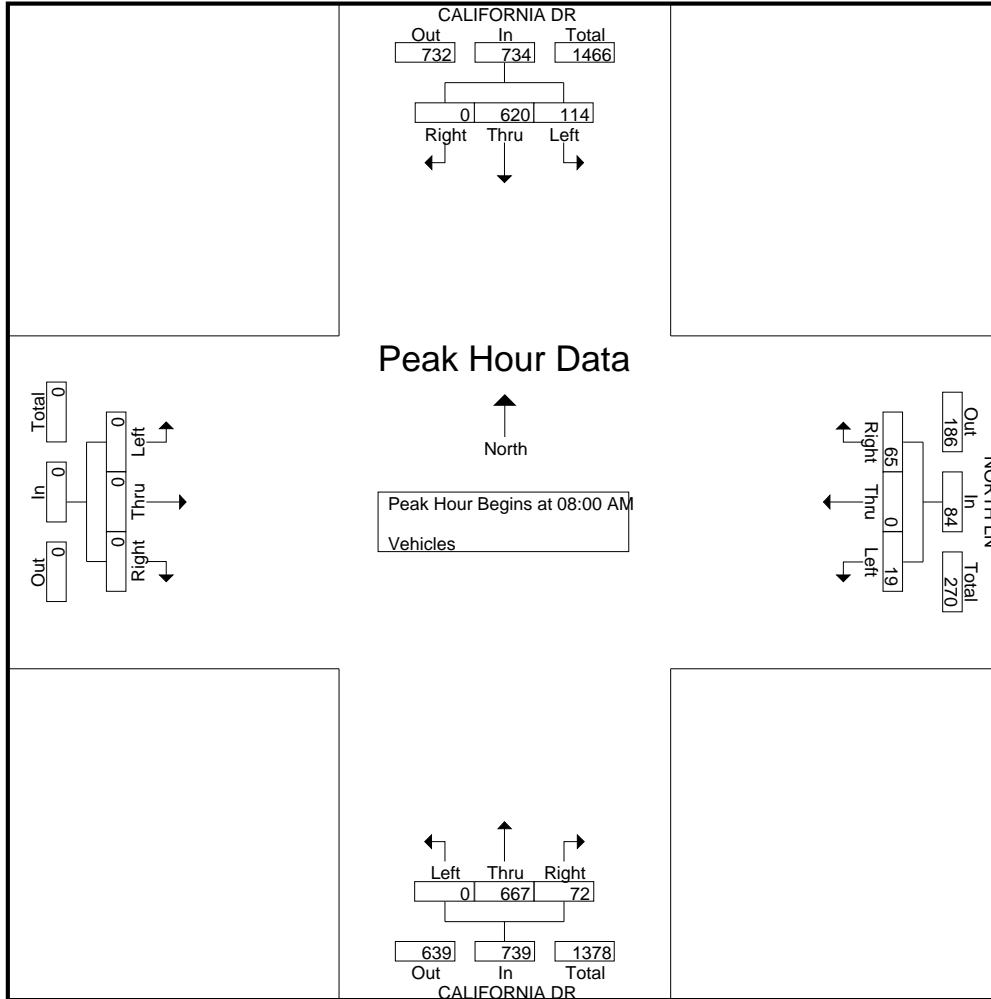 CALIFORNIA DR
Out In Total
732 734 1466
0 620 114
Right Thru Left
Peak Hour Data
North
Peak Hour Begins at 08:00 AM
Vehicles
Total In Out
0 0 0
0 0 0
Left Thru Right
Right Thru Left
65 0 19
Out In Total
186 84 270
NORTH LN
Left Thru Right
0 667 72
639 739 1378
Out In Total
CALIFORNIA DR